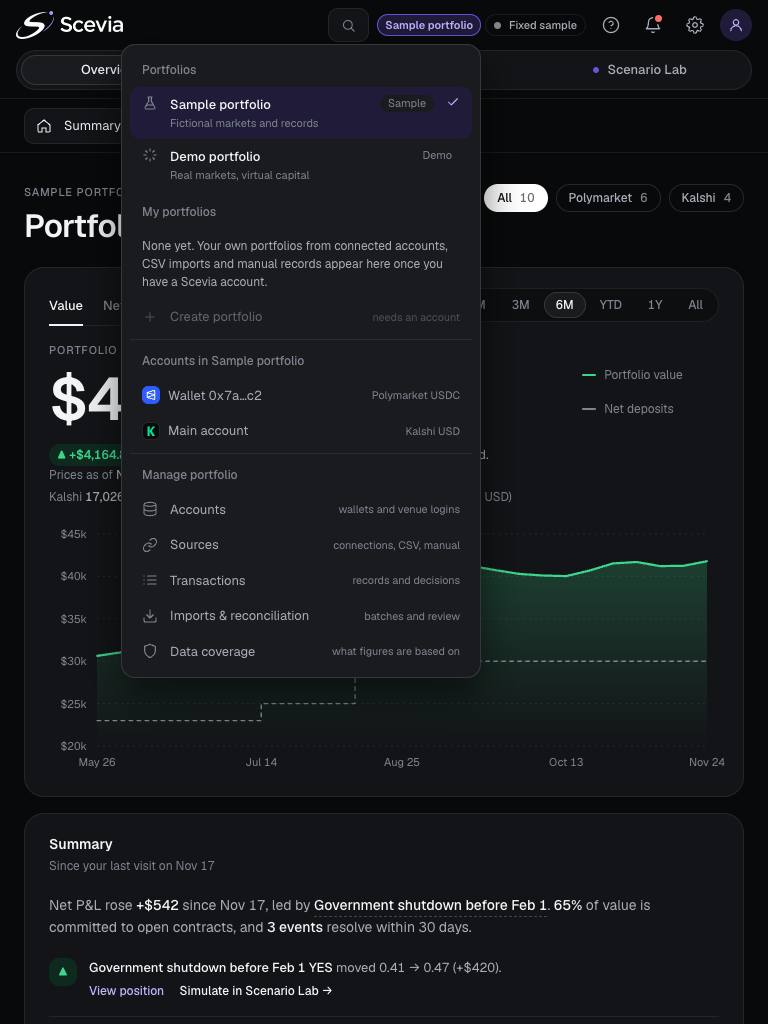 Scevia
Sample portfolio
Fixed sample
Overvi
Scenario Lab
Summary
Portfolios
Sample portfolio Sample
Fictional markets and records
Demo portfolio Demo
Real markets, virtual capital
My portfolios
None yet. Your own portfolios from connected accounts,
CSV imports and manual records appear here once you
have a Scevia account.
Create portfolio needs an account
Accounts in Sample portfolio
Wallet 0x7a…c2 Polymarket USDC
Main account Kalshi USD
Manage portfolio
Accounts wallets and venue logins
Sources connections, CSV, manual
Transactions records and decisions
Imports & reconciliation batches and review
Data coverage what figures are based on
SAMPLE PORTFO
Portfol
All 10 Polymarket 6 Kalshi 4
Value Ne
M 3M 6M YTD 1Y All
PORTFOLIO
$4
Portfolio value
Net deposits
+$4,164.8
d.
Prices as of N
Kalshi 17,026
USD)
$45k
$40k
$35k
$30k
$25k
$20k
May 26 Jul 14 Aug 25 Oct 13 Nov 24
Summary
Since your last visit on Nov 17
Net P&L rose +$542 since Nov 17, led by Government shutdown before Feb 1. 65% of value is
committed to open contracts, and 3 events resolve within 30 days.
Government shutdown before Feb 1 YES moved 0.41 → 0.47 (+$420).
View position Simulate in Scenario Lab →